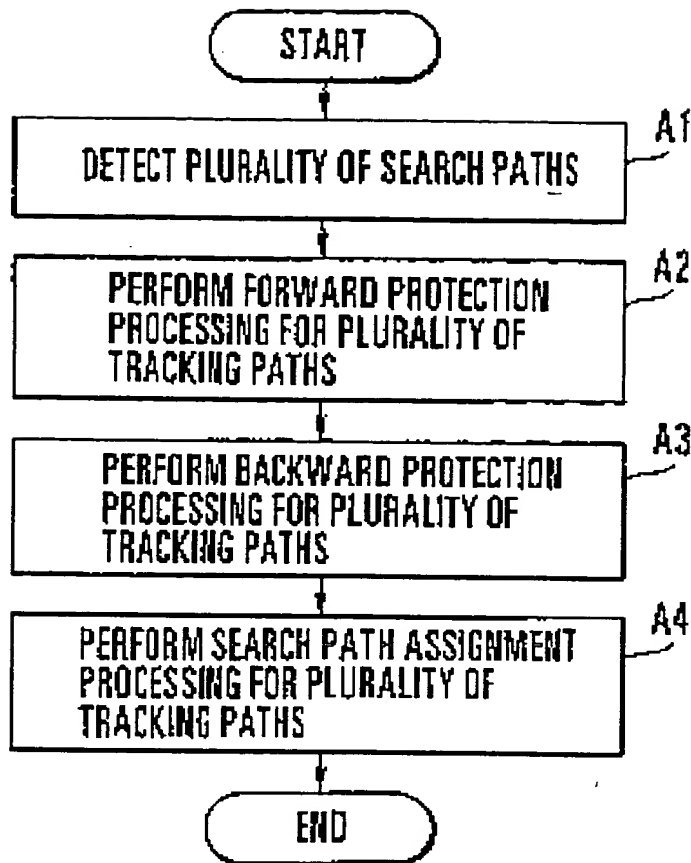 START
A1
DETECT PLURALITY OF SEARCH PATHS
A2
PERFORM FORWARD PROTECTION
PROCESSING FOR PLURALITY OF
TRACKING PATHS
A3
PERFORM BACKWARD PROTECTION
PROCESSING FOR PLURALITY OF
TRACKING PATHS
A4
PERFORM SEARCH PATH ASSIGNMENT
PROCESSING FOR PLURALITY OF
TRACKING PATHS
END